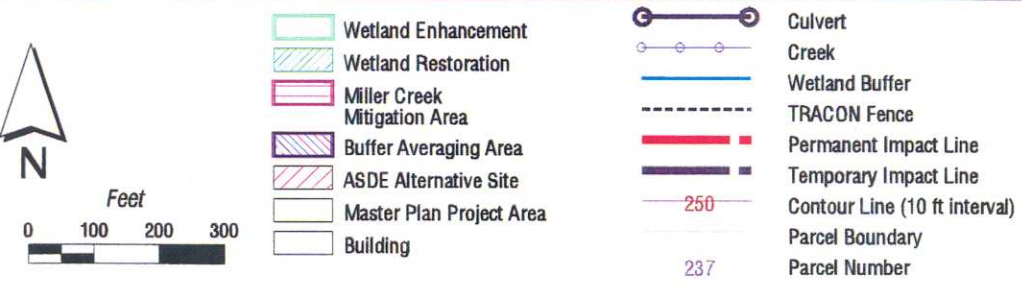 N
Feet
0 100 200 300
Wetland Enhancement
Wetland Restoration
Miller Creek
Mitigation Area
Buffer Averaging Area
ASDE Alternative Site
Master Plan Project Area
Building
Culvert
Creek
Wetland Buffer
TRACON Fence
Permanent Impact Line
Temporary Impact Line
250 Contour Line (10 ft interval)
Parcel Boundary
237 Parcel Number